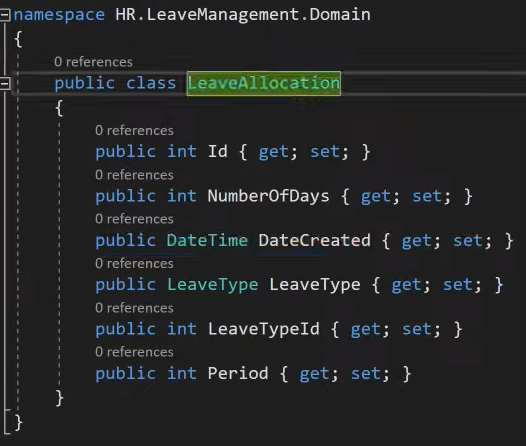 namespace HR.LeaveManagement.Domain
{
0 references
public class LeaveAllocation
{
0 references
public int Id { get; set; }
0 references
public int NumberOfDays { get; set; }
0 references
public DateTime DateCreated { get; set; }
0 references
public LeaveType LeaveType { get; set; }
0 references
public int LeaveTypeId { get; set; }
0 references
public int Period { get; set; }
}
}